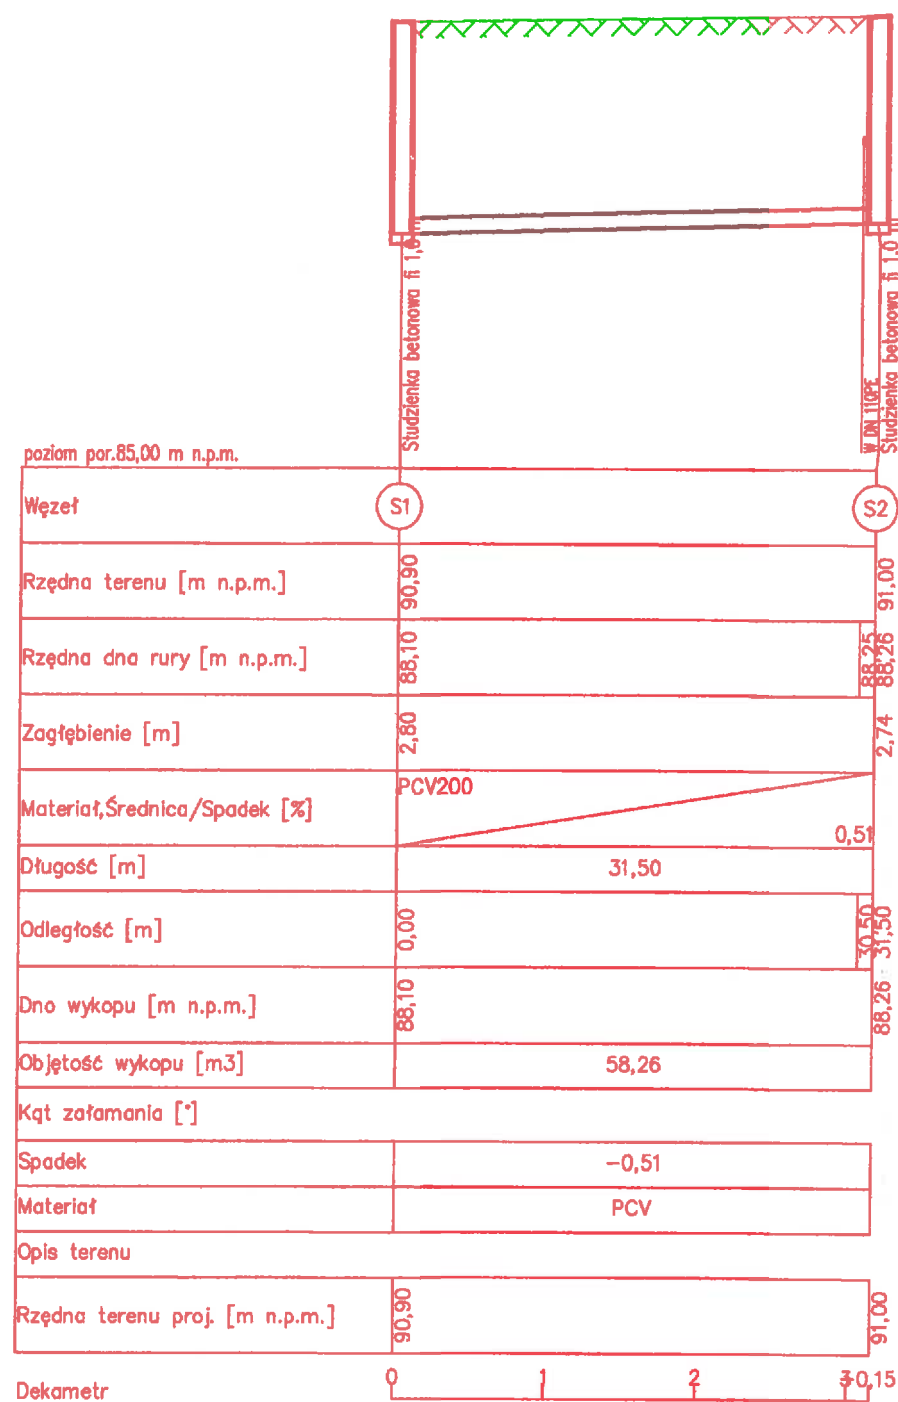 Studzienka betonowa fi 1,0 m
W DN 110PE
Studzienka betonowa fi 1,0 m
poziom por.85,00 m n.p.m.
Węzeł S1 S2
Rzędna terenu [m n.p.m.] 90,90 91,00
Rzędna dna rury [m n.p.m.] 88,10 88,25 88,26
Zagłębienie [m] 2,80 2,74
Materiał,Średnica/Spadek [%] PCV200 0,51
Długość [m] 31,50
Odległość [m] 0,00 30,50 31,50
Dno wykopu [m n.p.m.] 88,10 88,26
Objętość wykopu [m3] 58,26
Kąt załamania [°]
Spadek -0,51
Materiał PCV
Opis terenu
Rzędna terenu proj. [m n.p.m.] 90,90 91,00
Dekametr 0 1 2 3+0,15